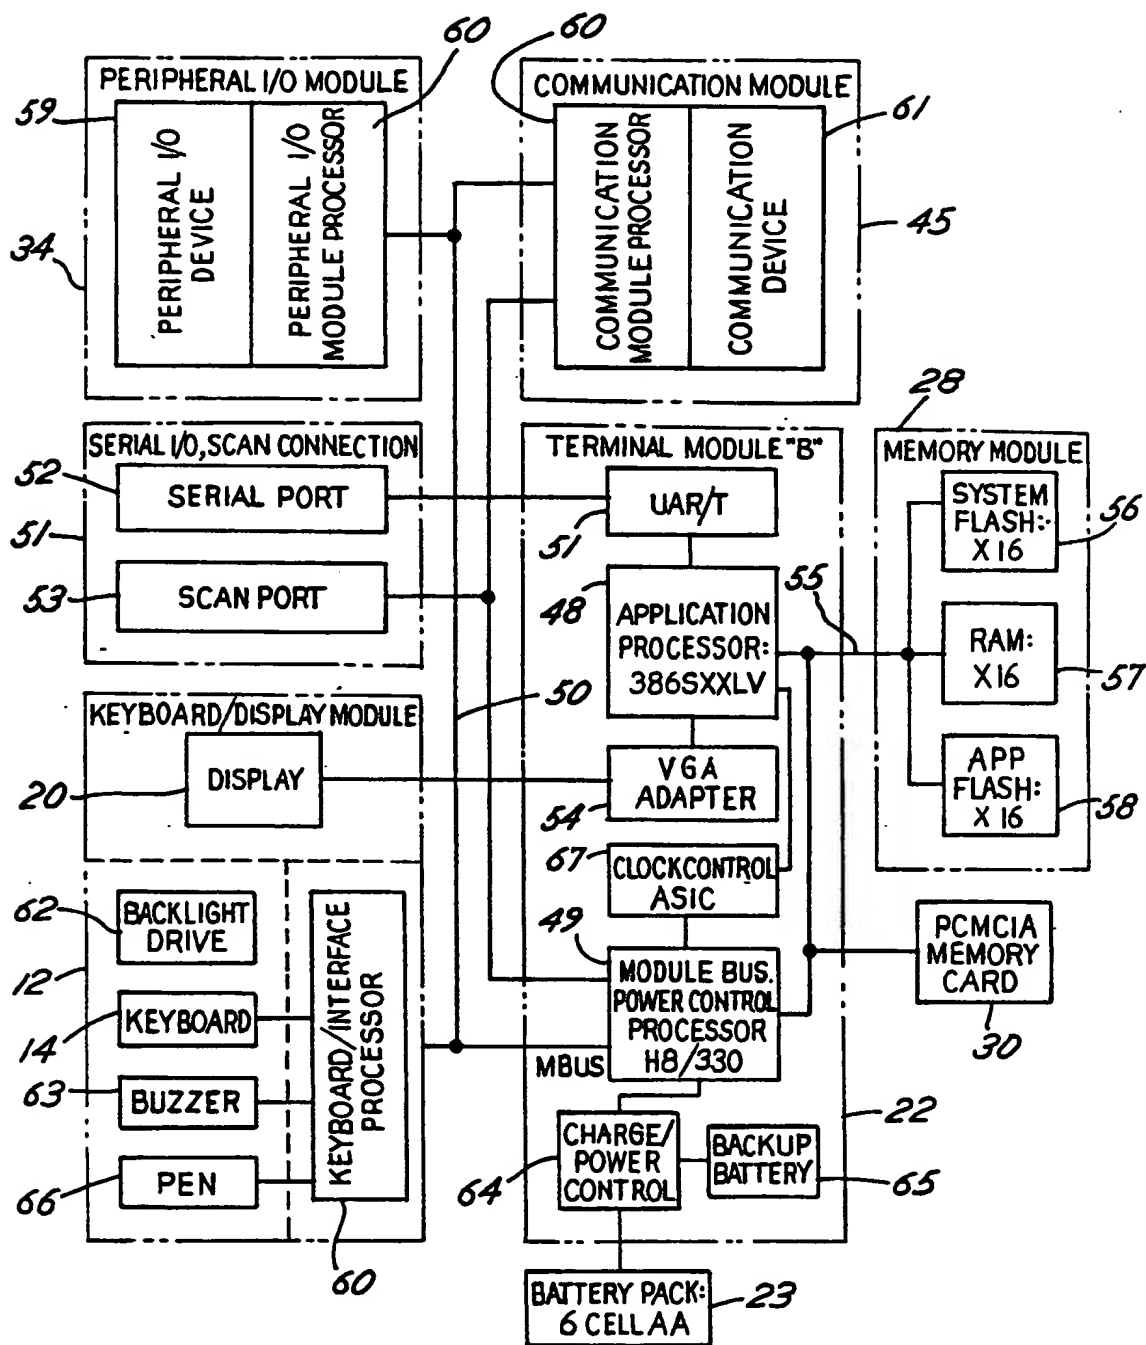 60
60
PERIPHERAL I/O MODULE
COMMUNICATION MODULE
59
61
PERIPHERAL I/O
DEVICE
PERIPHERAL I/O
MODULE PROCESSOR
COMMUNICATION
MODULE PROCESSOR
COMMUNICATION
DEVICE
34
45
28
SERIAL I/O, SCAN CONNECTION
TERMINAL MODULE "B"
MEMORY MODULE
52
SERIAL PORT
UAR/T
SYSTEM
FLASH:
X 16
56
51
51
53
SCAN PORT
48
APPLICATION
PROCESSOR:
386SXXLV
55
RAM:
X16
57
50
KEYBOARD/DISPLAY MODULE
DISPLAY
20
VGA
ADAPTER
54
APP
FLASH:
X 16
58
67
CLOCK CONTROL
ASIC
62
BACKLIGHT
DRIVE
KEYBOARD/INTERFACE
PROCESSOR
49
MODULE BUS.
POWER CONTROL
PROCESSOR
H8/330
PCMCIA
MEMORY
CARD
30
12
14
KEYBOARD
MBUS
63
BUZZER
22
66
PEN
64
CHARGE/
POWER
CONTROL
BACKUP
BATTERY
65
60
BATTERY PACK:
6 CELL AA
23